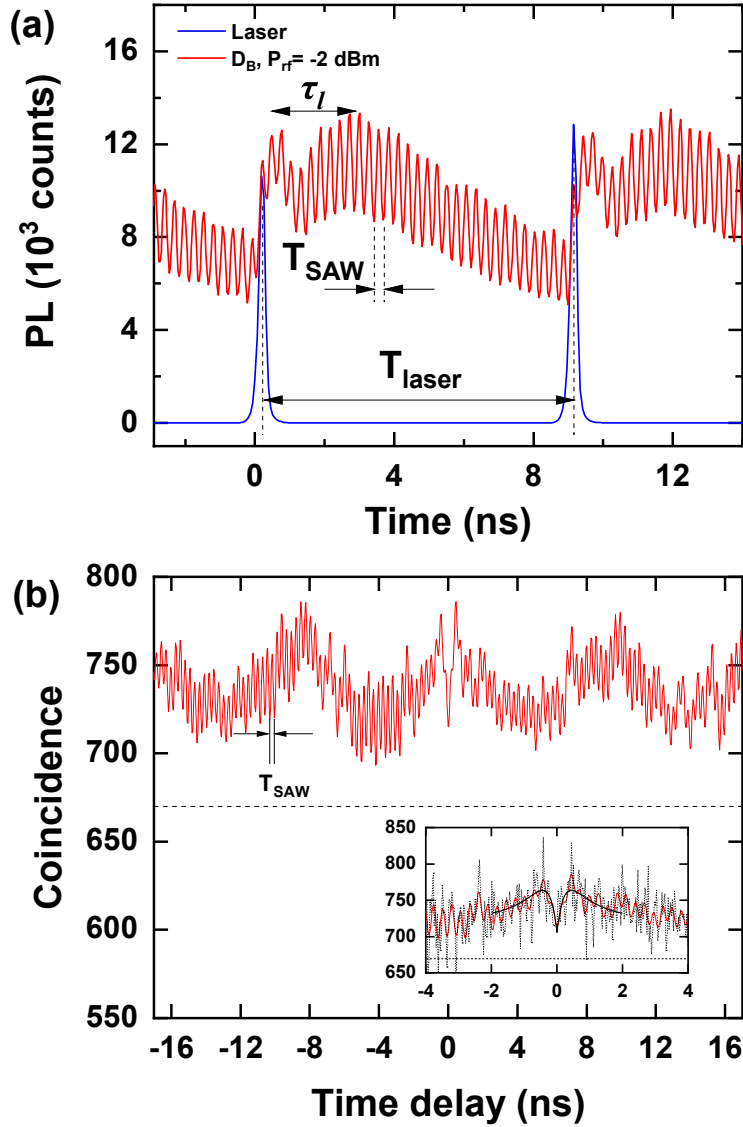 (a)
Laser
D_B, P_rf= -2 dBm
τ_l
T_SAW
T_laser
PL (10³ counts)
16
12
8
4
0
0 4 8 12
Time (ns)
(b)
800
750
700
650
600
550
T_SAW
Coincidence
850
800
750
700
650
-4 -2 0 2 4
-16 -12 -8 -4 0 4 8 12 16
Time delay (ns)